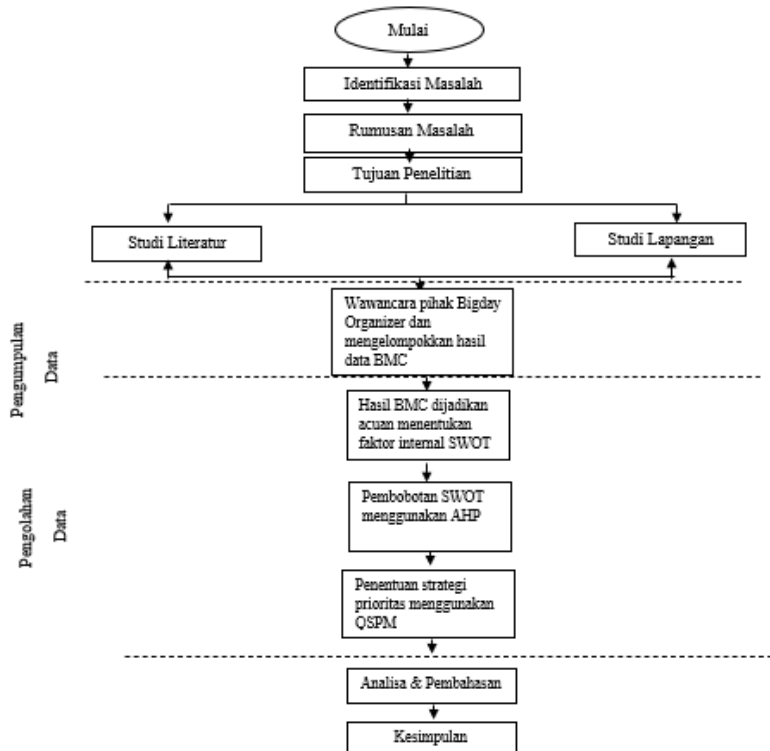 Mulai
Identifikasi Masalah
Rumusan Masalah
Tujuan Penelitian
Studi Literatur
Studi Lapangan
Pengumpulan
Data
Wawancara pihak Bigday
Organizer dan
mengelompokkan hasil
data BMC
Pengolahan
Data
Hasil BMC dijadikan
acuan menentukan
faktor internal SWOT
Pembobotan SWOT
menggunakan AHP
Penentuan strategi
prioritas menggunakan
QSPM
Analisa & Pembahasan
Kesimpulan